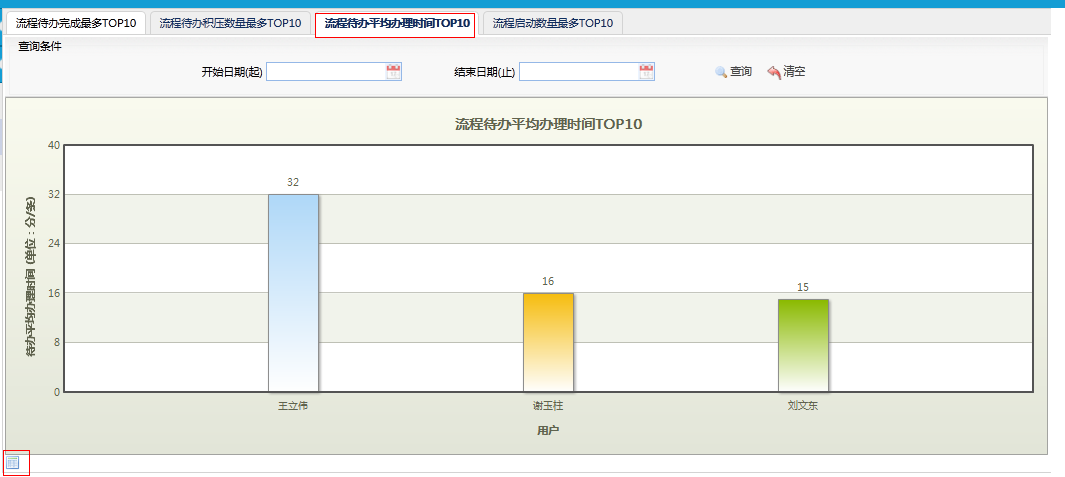 流程待办完成最多TOP10 流程待办积压数量最多TOP10 流程待办平均办理时间TOP10 流程启动数量最多TOP10
查询条件
开始日期(起) 结束日期(止) 查询 清空
流程待办平均办理时间TOP10
待办平均办理时间 (单位：分/条)
40
32
24
16
8
0
32
16
15
王立伟 谢玉柱 刘文东
用户